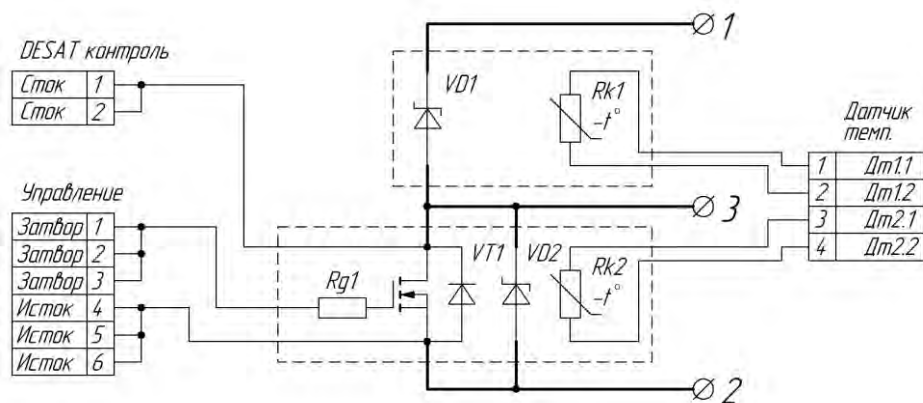 DESAT контроль
Сток 1
Сток 2
Управление
Затвор 1
Затвор 2
Затвор 3
Исток 4
Исток 5
Исток 6
1
VD1
Rk1
-t°
3
VT1
VD2
Rg1
Rk2
-t°
2
Датчик
темп.
1 Дт1.1
2 Дт1.2
3 Дт2.1
4 Дт2.2